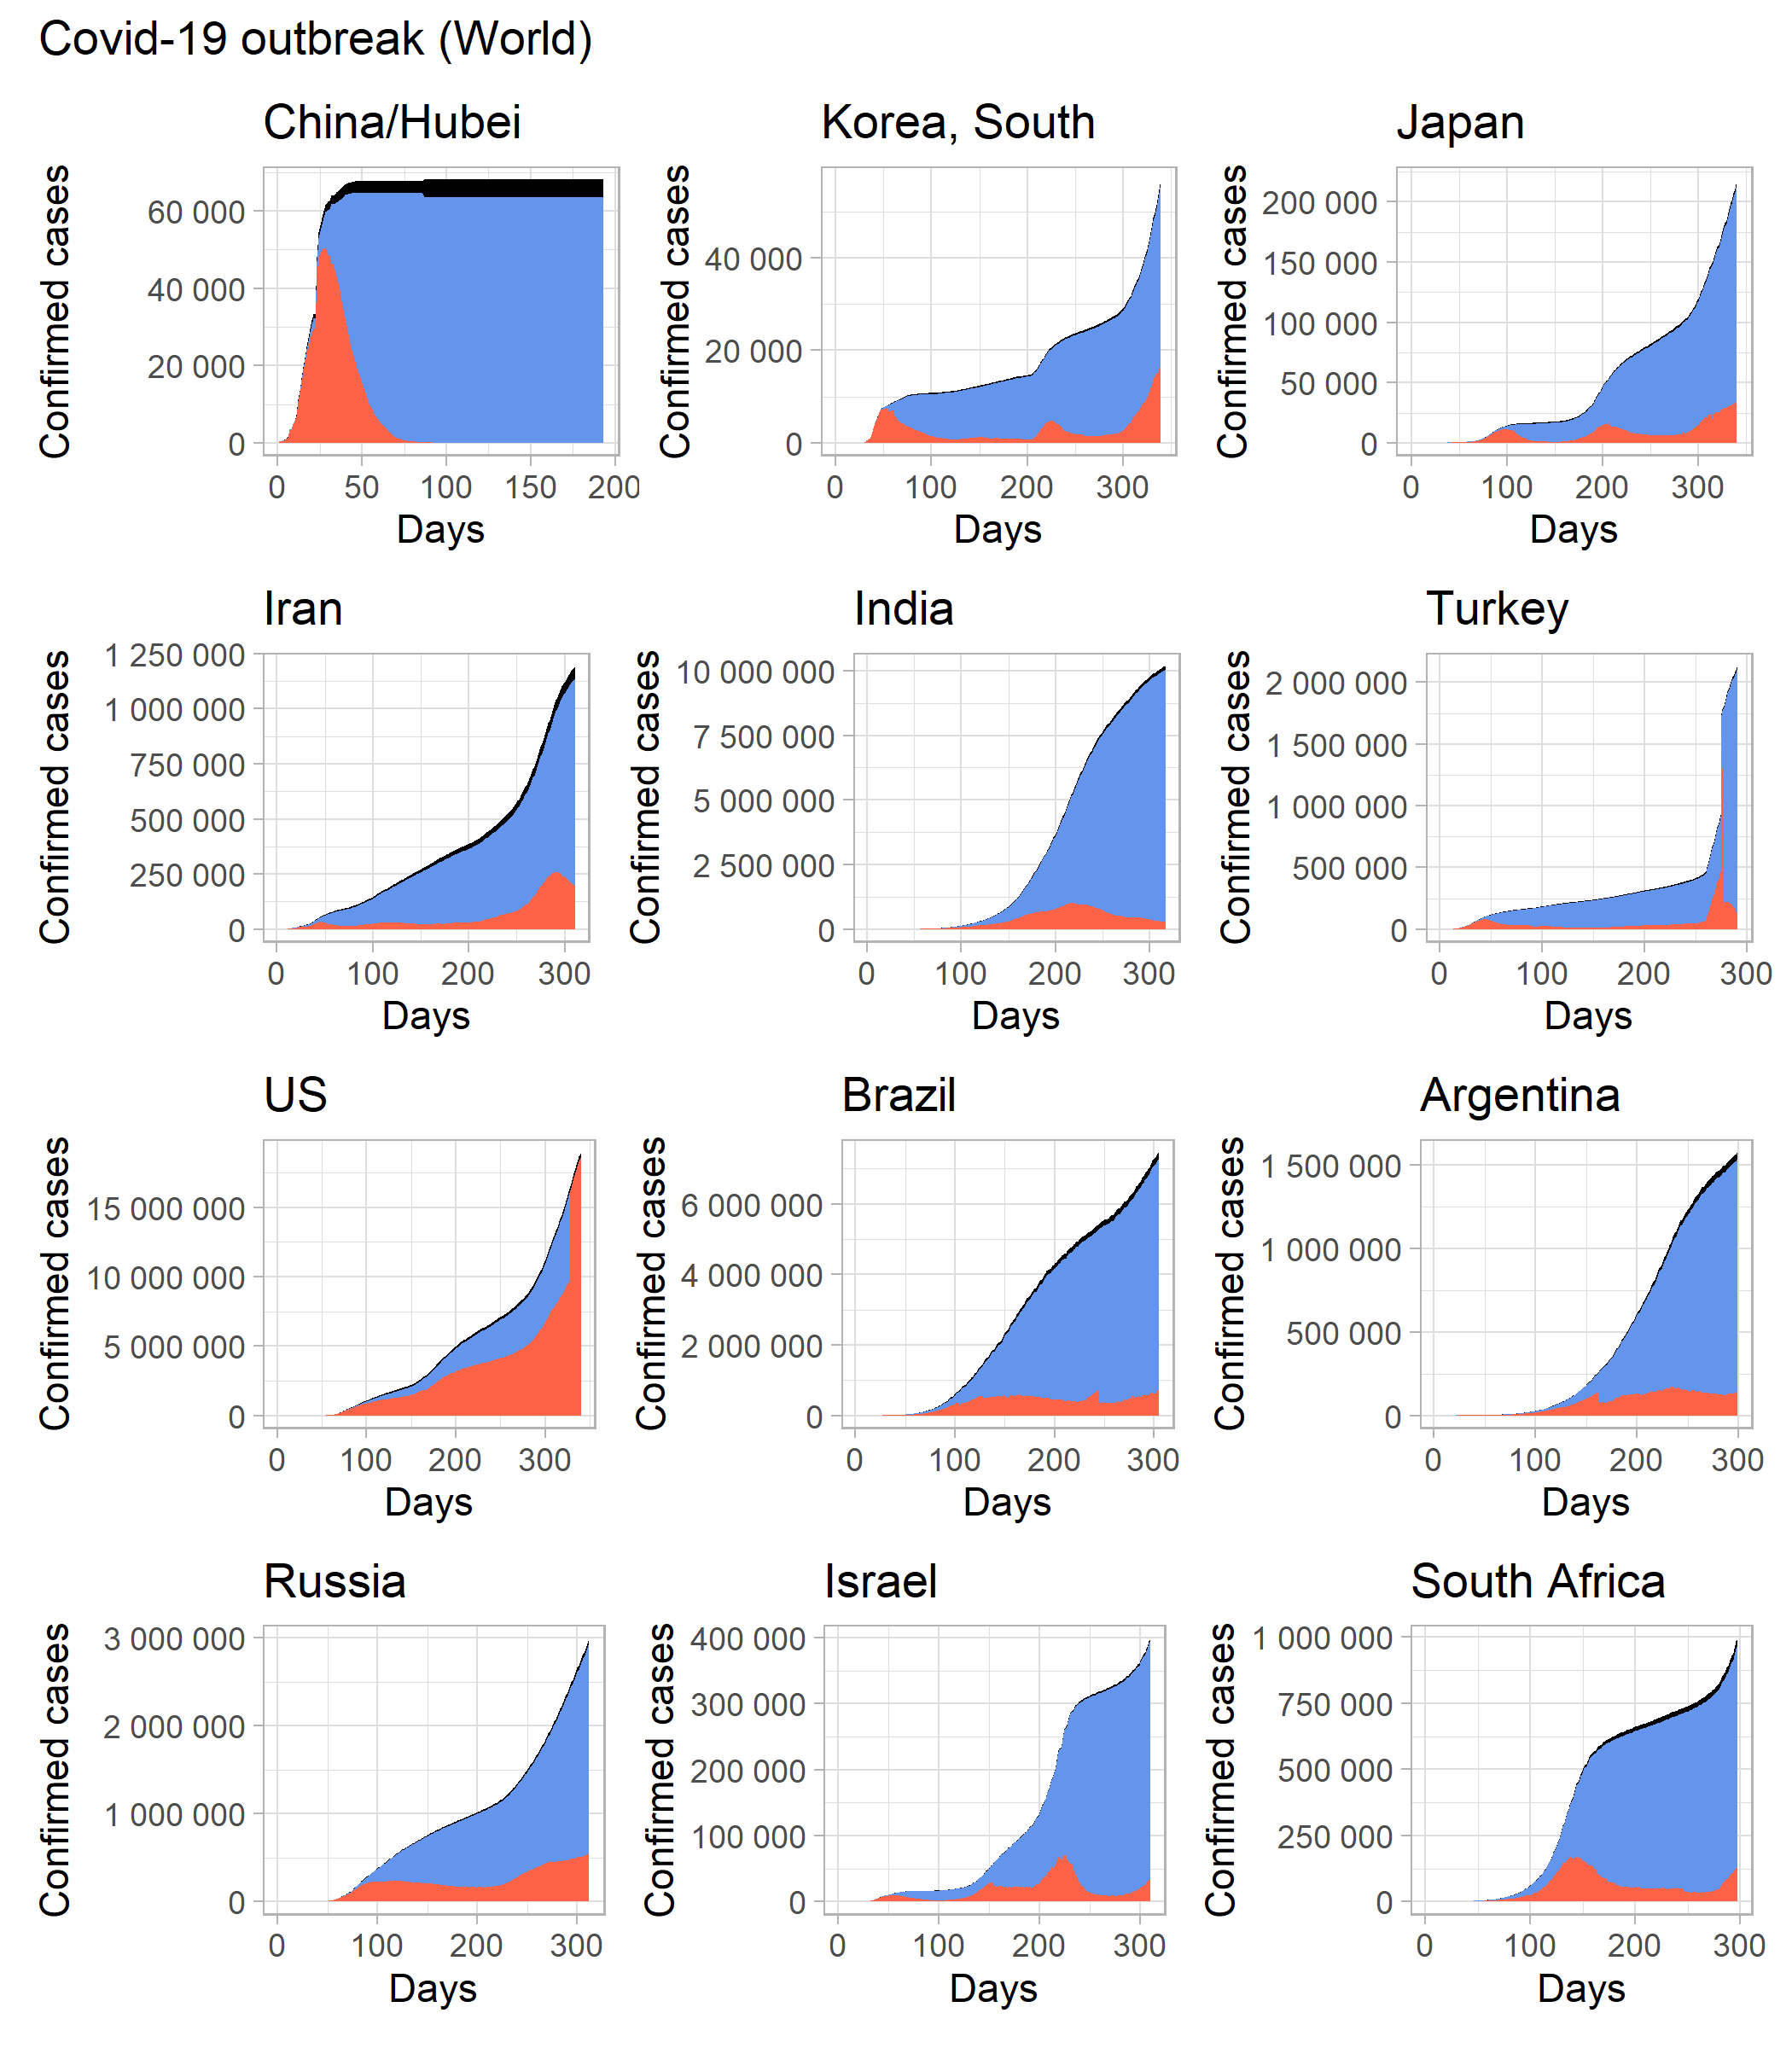 Covid-19 outbreak (World)
China/Hubei
Korea, South
Japan
Confirmed cases
60 000
40 000
20 000
0
0 50 100 150 200
Days
Confirmed cases
40 000
20 000
0
0 100 200 300
Days
Confirmed cases
200 000
150 000
100 000
50 000
0
0 100 200 300
Days
Iran
India
Turkey
Confirmed cases
1 250 000
1 000 000
750 000
500 000
250 000
0
0 100 200 300
Days
Confirmed cases
10 000 000
7 500 000
5 000 000
2 500 000
0
0 100 200 300
Days
Confirmed cases
2 000 000
1 500 000
1 000 000
500 000
0
0 100 200 300
Days
US
Brazil
Argentina
Confirmed cases
15 000 000
10 000 000
5 000 000
0
0 100 200 300
Days
Confirmed cases
6 000 000
4 000 000
2 000 000
0
0 100 200 300
Days
Confirmed cases
1 500 000
1 000 000
500 000
0
0 100 200 300
Days
Russia
Israel
South Africa
Confirmed cases
3 000 000
2 000 000
1 000 000
0
0 100 200 300
Days
Confirmed cases
400 000
300 000
200 000
100 000
0
0 100 200 300
Days
Confirmed cases
1 000 000
750 000
500 000
250 000
0
0 100 200 300
Days